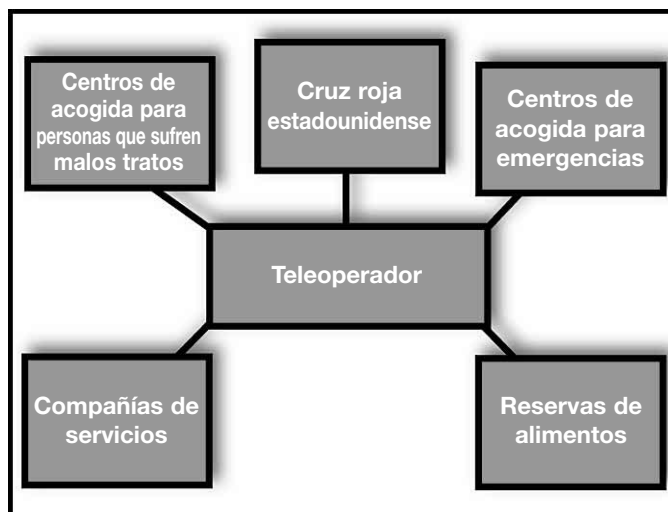 Centros de
acogida para
personas que sufren
malos tratos
Cruz roja
estadounidense
Centros de
acogida para
emergencias
Teleoperador
Compañías de
servicios
Reservas de
alimentos